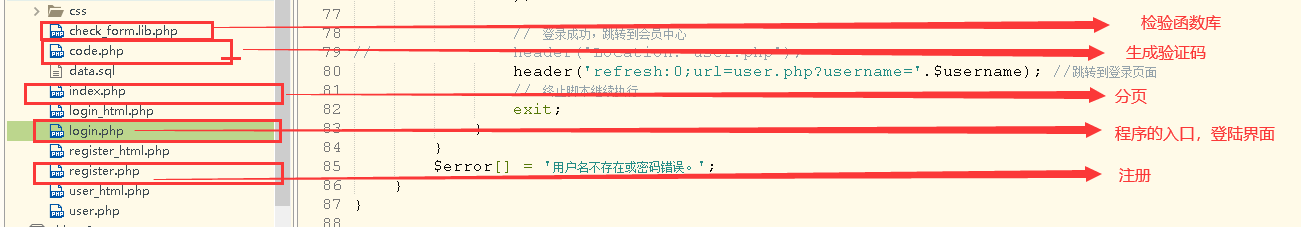 css
check_form.lib.php
code.php
data.sql
index.php
login_html.php
login.php
register_html.php
register.php
user_html.php
user.php
77
78 // 登录成功，跳转到会员中心
79 // header("Location: user.php");
80 header('refresh:0;url=user.php?username='.$username); //跳转到登录页面
81 // 终止脚本继续执行
82 exit;
83 }
84 }
85 $error[] = '用户名不存在或密码错误。';
86 }
87 }
88
检验函数库
生成验证码
分页
程序的入口，登陆界面
注册